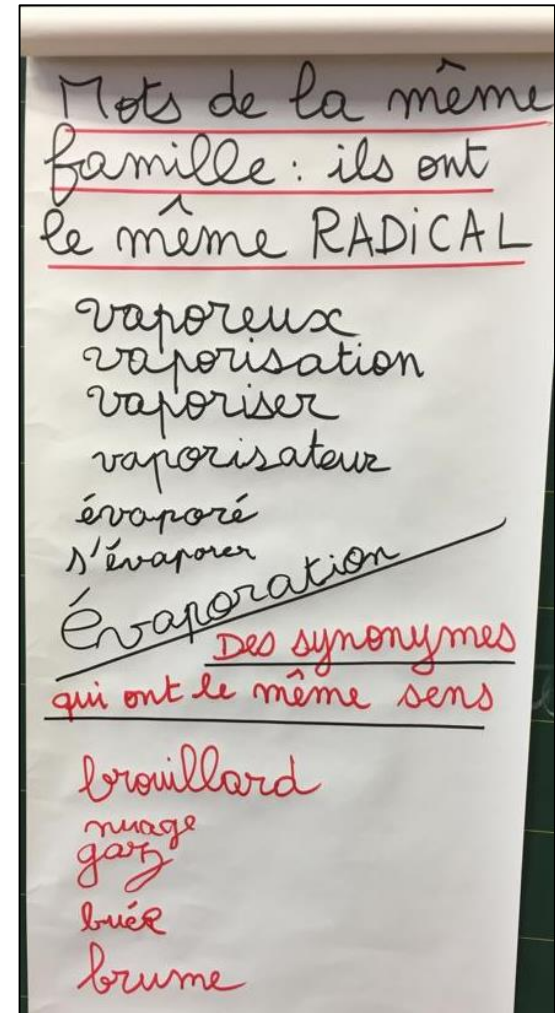 Mots de la même
famille : ils ont
le même RADICAL
vaporeux
vaporisation
vaporiser
vaporisateur
évaporé
s'évaporer
Évaporation
Des synonymes
qui ont le même sens
brouillard
nuage
gaz
buée
brume